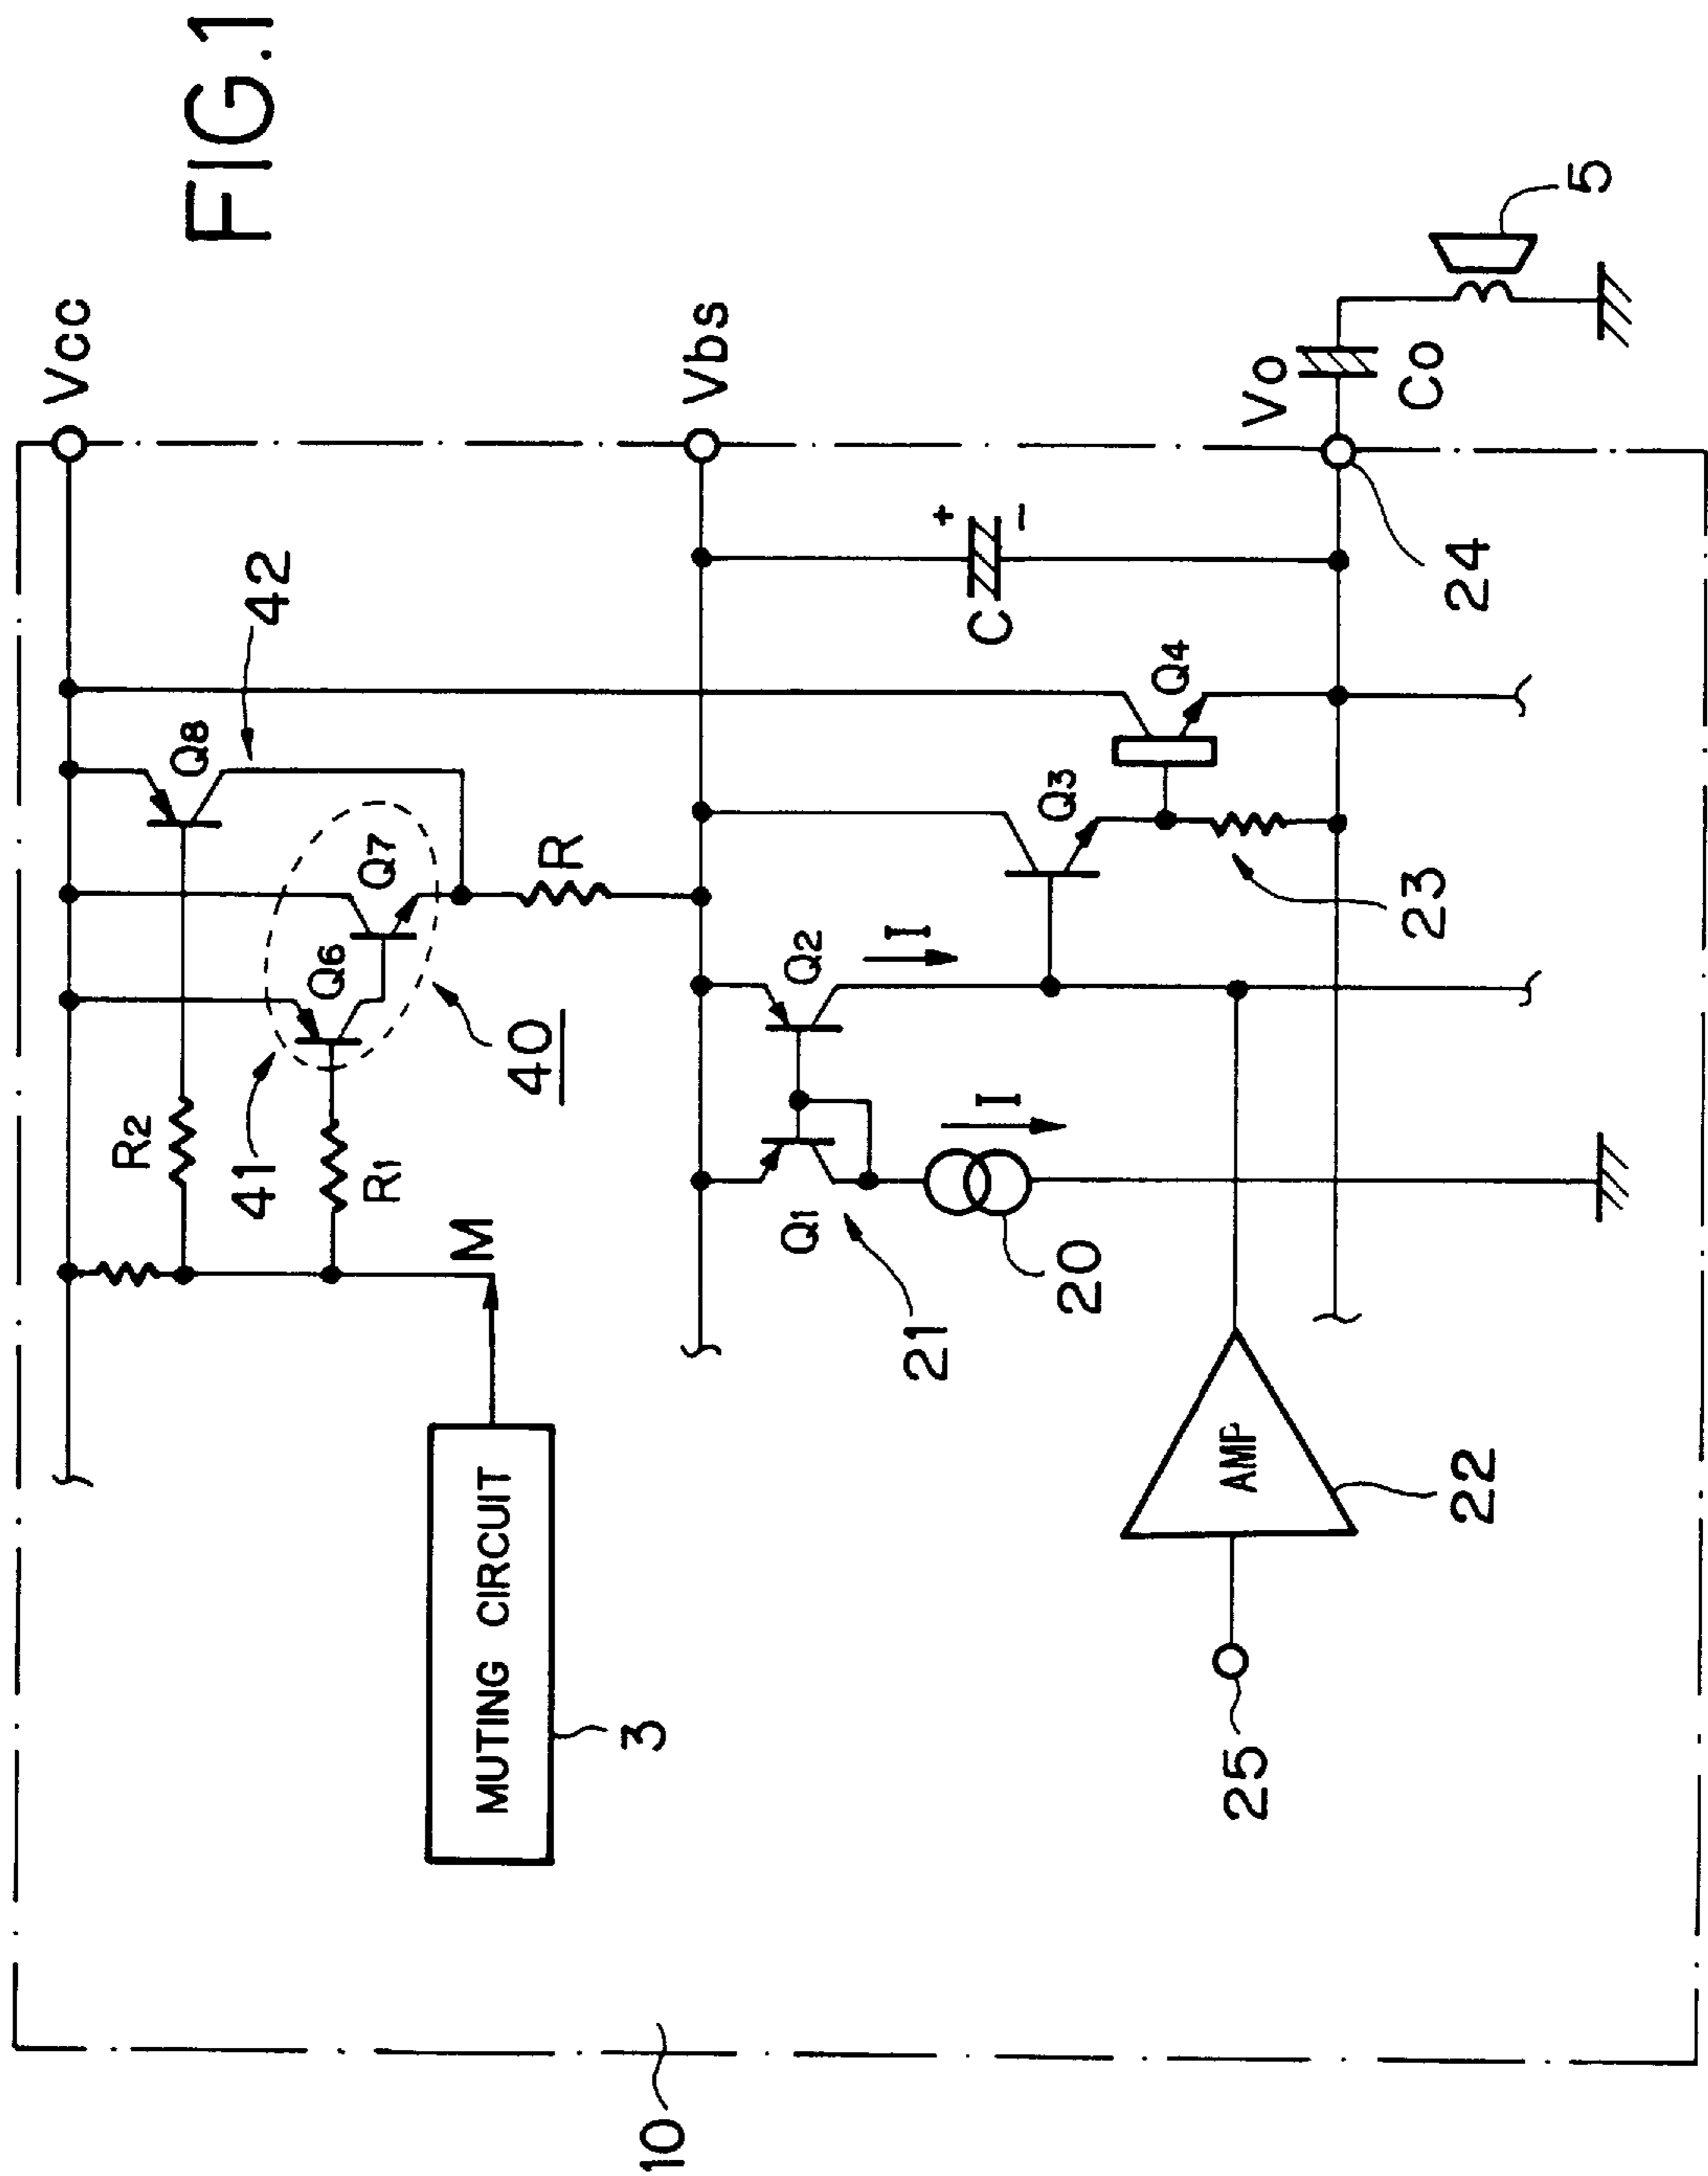 FIG.1
Vcc
Vbs
Vo
Co
5
42
Q8
Q7
Q6
R
40
41
R2
R1
M
MUTING CIRCUIT
3
C
+
−
24
Q4
Q3
23
Q2
I
I
Q1
21
20
AMP
22
25
10